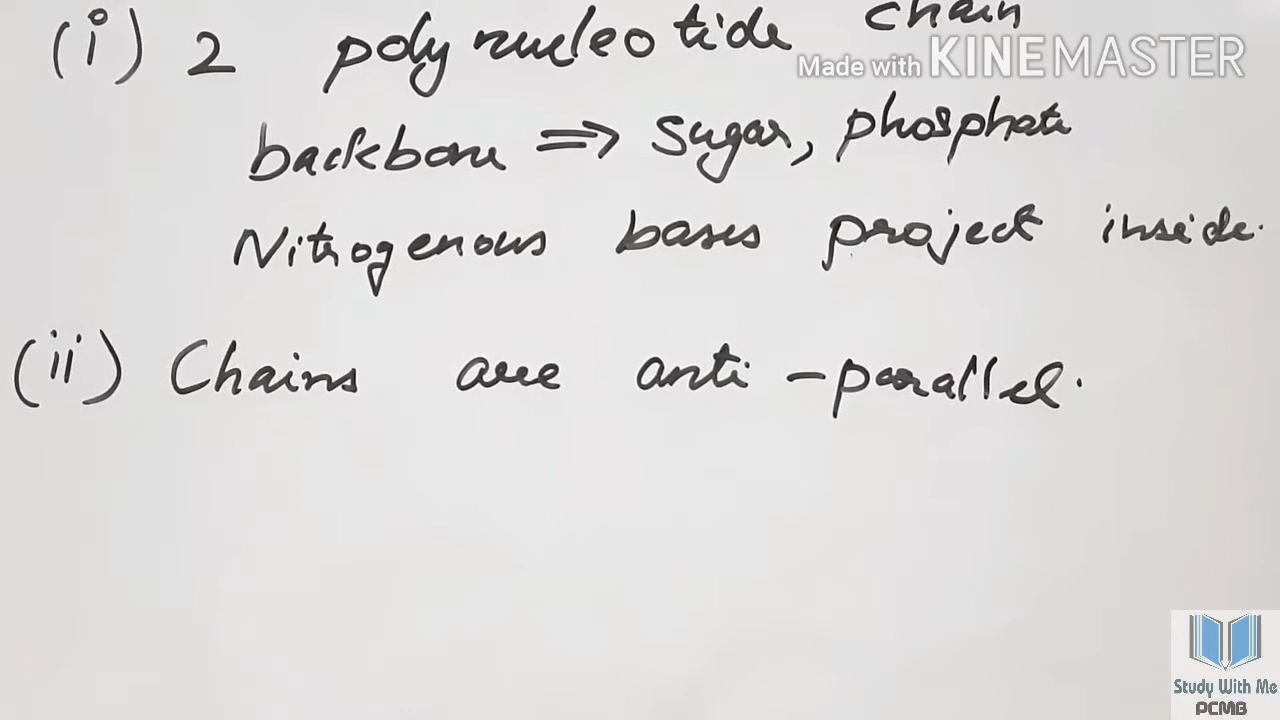 (i) 2 polynucleotide chain
Made with KINEMASTER
backbone => sugar, phosphate
Nitrogenous bases project inside.
(ii) Chains are anti-parallel.
Study With Me
PCMB